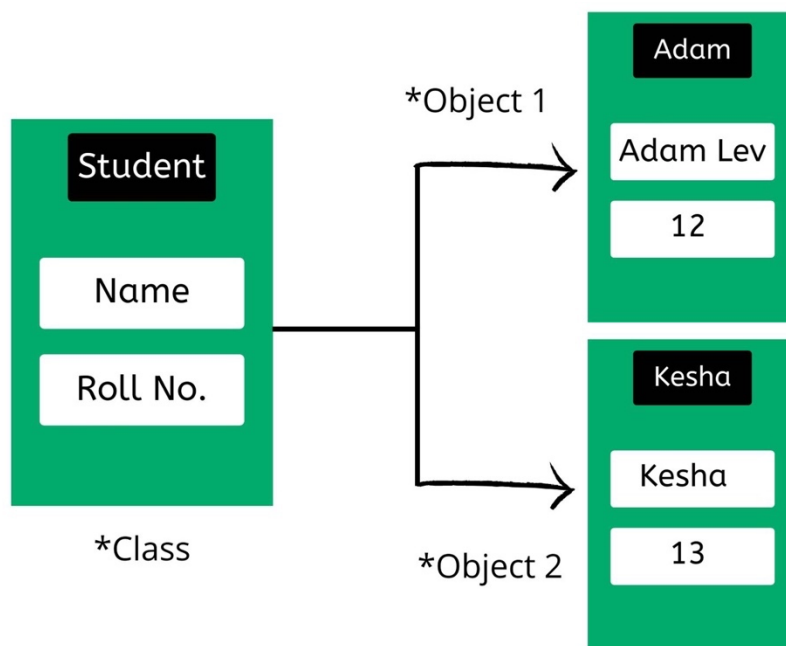 Student
Name
Roll No.
*Class
*Object 1
Adam
Adam Lev
12
*Object 2
Kesha
Kesha
13